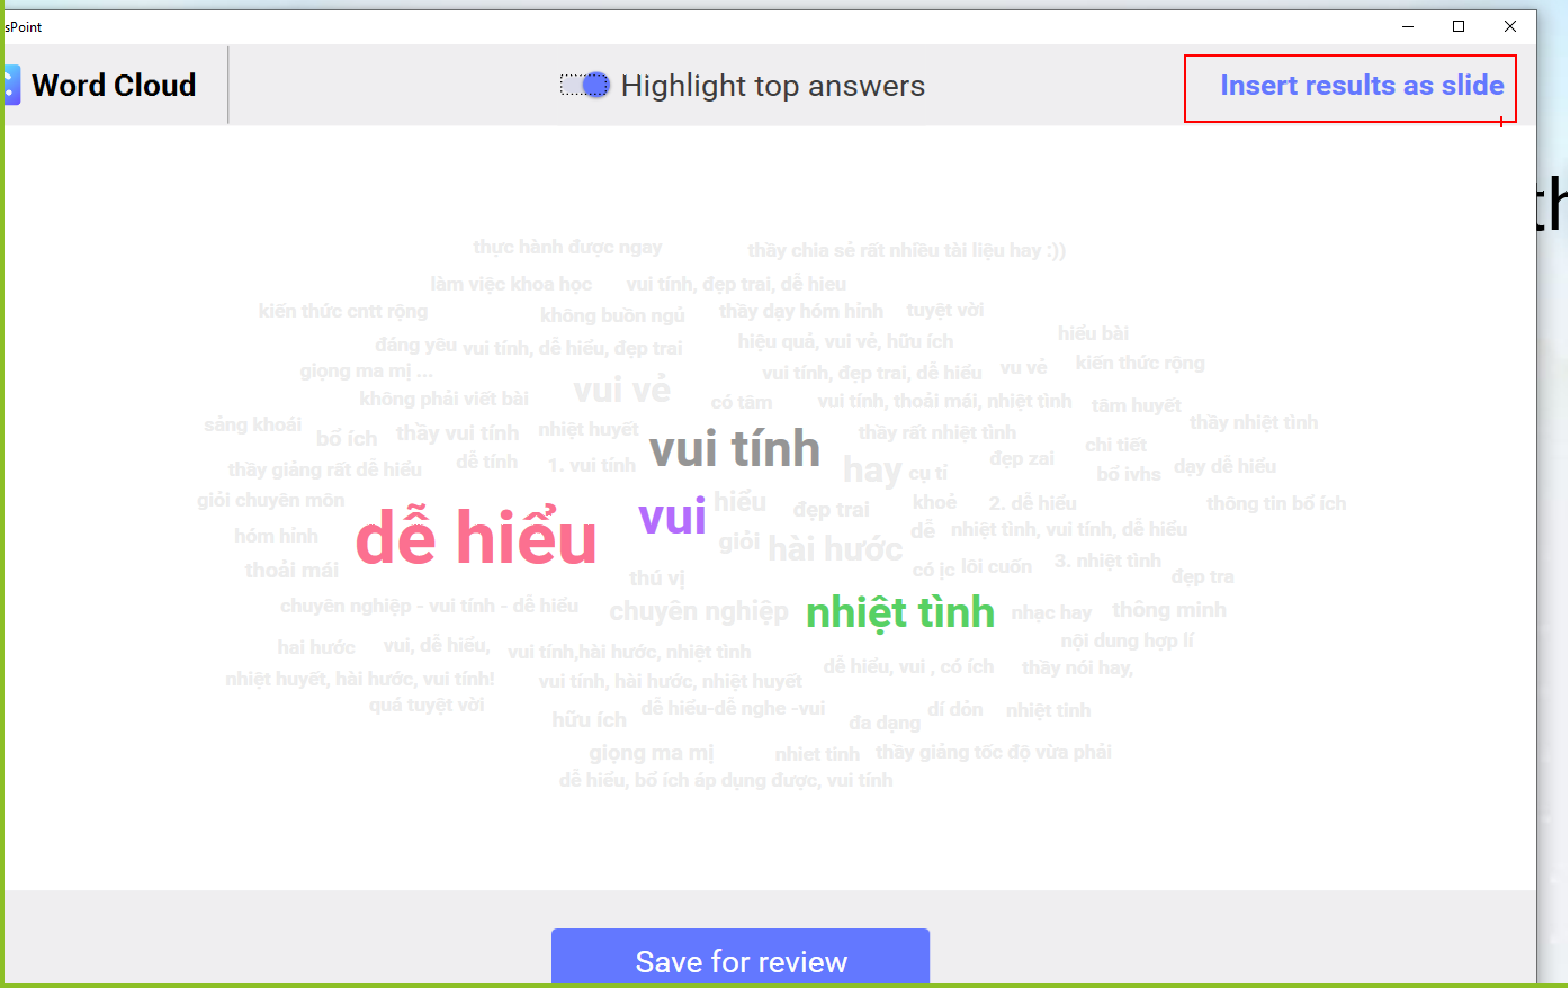 sPoint
Word Cloud
Highlight top answers
Insert results as slide
th
thực hành được ngay
thầy chia sẻ rất nhiều tài liệu hay :))
làm việc khoa học
vui tính, đẹp trai, dễ hieu
kiến thức cntt rộng
không buồn ngủ
thầy dạy hóm hỉnh
tuyệt vời
hiểu bài
đáng yêu
vui tính, dễ hiểu, đẹp trai
hiệu quả, vui vẻ, hữu ích
giọng ma mị ...
vui tính, đẹp trai, dễ hiểu
vu vẻ
kiến thức rộng
vui vẻ
không phải viết bài
có tâm
vui tính, thoải mái, nhiệt tình
tâm huyết
sảng khoái
bổ ích
thầy vui tính
nhiệt huyết
vui tính
thầy rất nhiệt tình
thầy nhiệt tình
chi tiết
thầy giảng rất dễ hiểu
dễ tính
1. vui tính
hay
cụ tỉ
đẹp zai
bổ ivhs
dạy dễ hiểu
giỏi chuyên môn
dễ hiểu
vui
hiểu
đẹp trai
khoẻ
2. dễ hiểu
thông tin bổ ích
hóm hỉnh
giỏi
hài hước
dễ
nhiệt tình, vui tính, dễ hiểu
thoải mái
thú vị
có ịc
lôi cuốn
3. nhiệt tình
đẹp tra
chuyên nghiệp - vui tính - dễ hiểu
chuyên nghiệp
nhiệt tình
nhạc hay
thông minh
hai hước
vui, dễ hiểu,
vui tính,hài hước, nhiệt tình
nội dung hợp lí
nhiệt huyết, hài hước, vui tính!
vui tính, hài hước, nhiệt huyết
dễ hiểu, vui , có ích
thầy nói hay,
quá tuyệt vời
hữu ích
dễ hiểu-dễ nghe -vui
đa dạng
dí dỏn
nhiệt tinh
giọng ma mị
nhiet tinh
thầy giảng tốc độ vừa phải
dễ hiểu, bổ ích áp dụng được, vui tính
Save for review